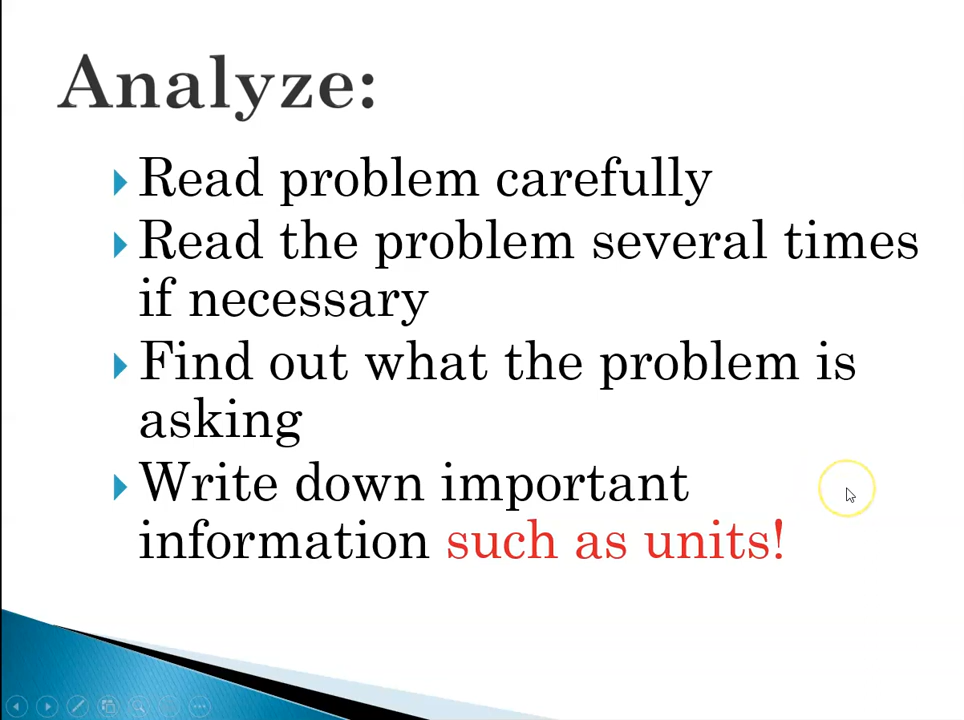 Analyze:
Read problem carefully
Read the problem several times
if necessary
Find out what the problem is
asking
Write down important
information such as units!